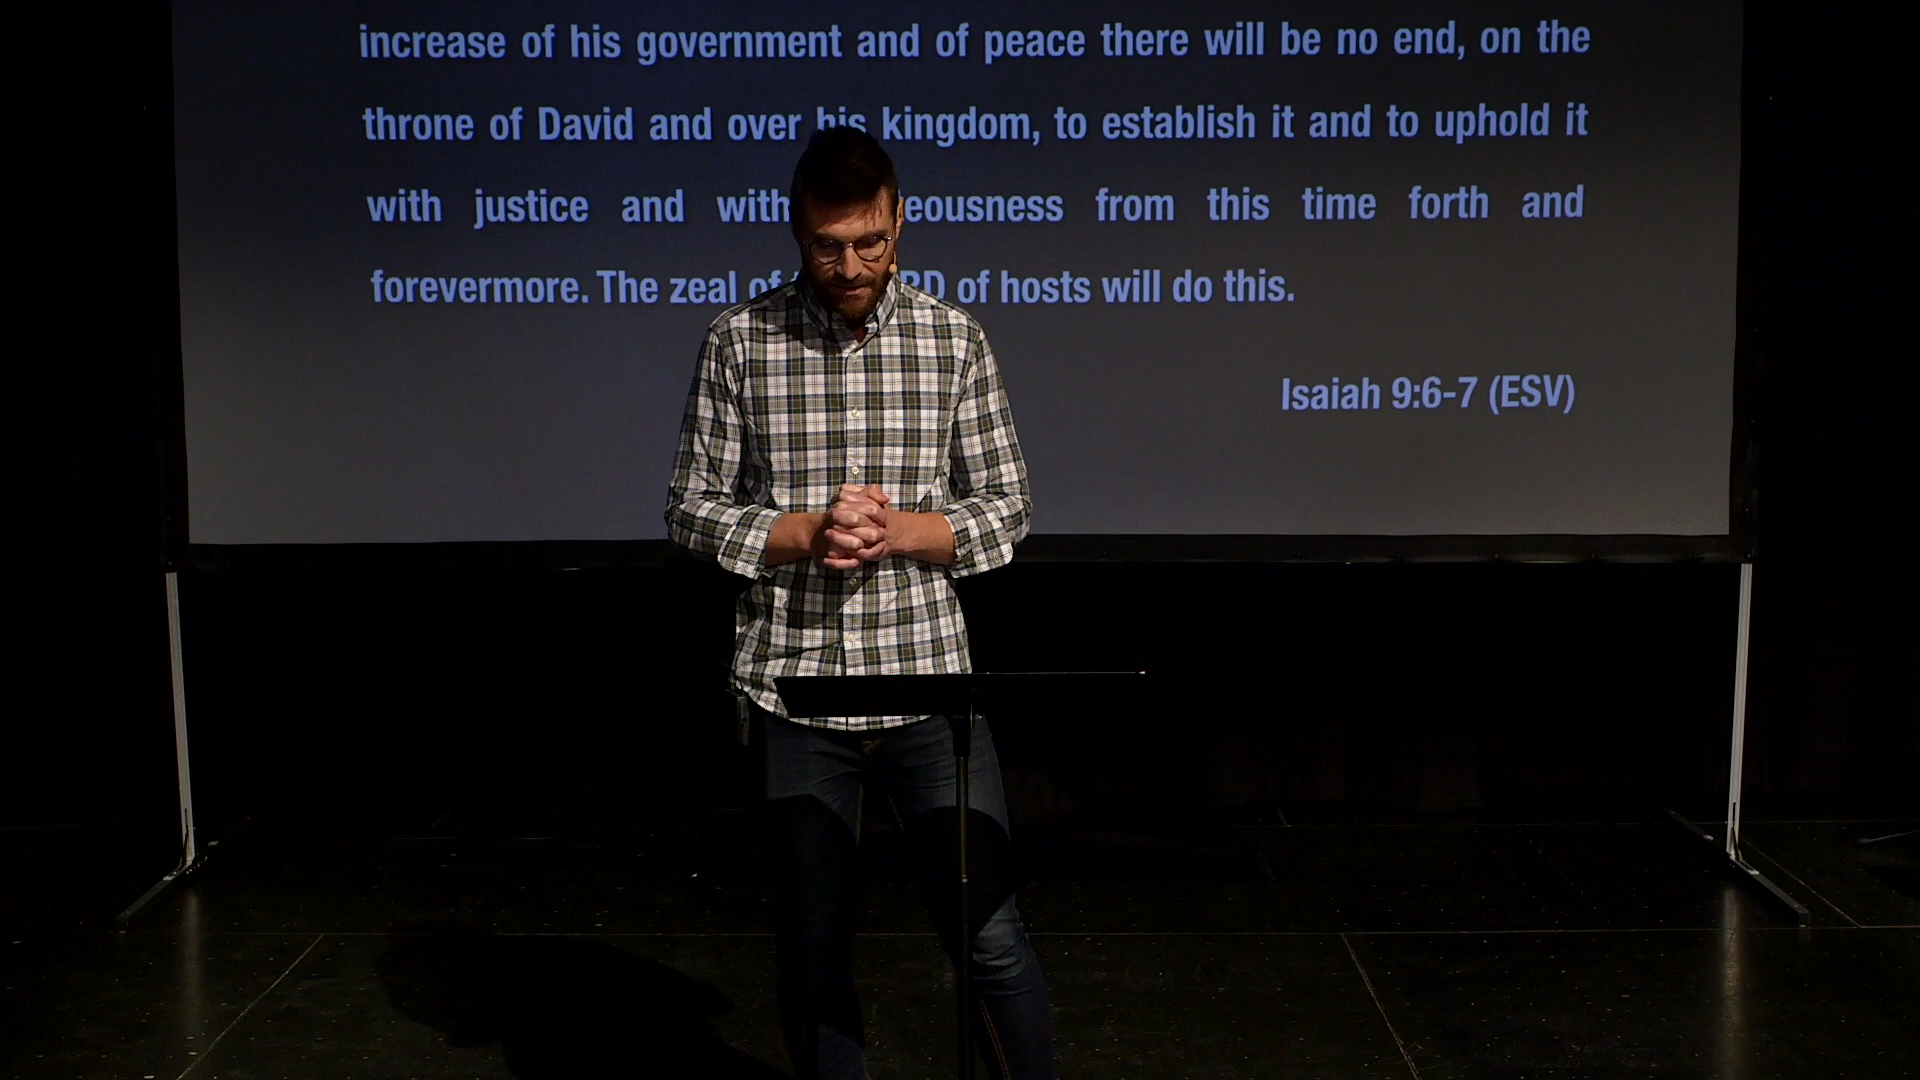 increase of his government and of peace there will be no end, on the
throne of David and over his kingdom, to establish it and to uphold it
with justice and with eousness from this time forth and
forevermore. The zeal of RD of hosts will do this.
Isaiah 9:6-7 (ESV)